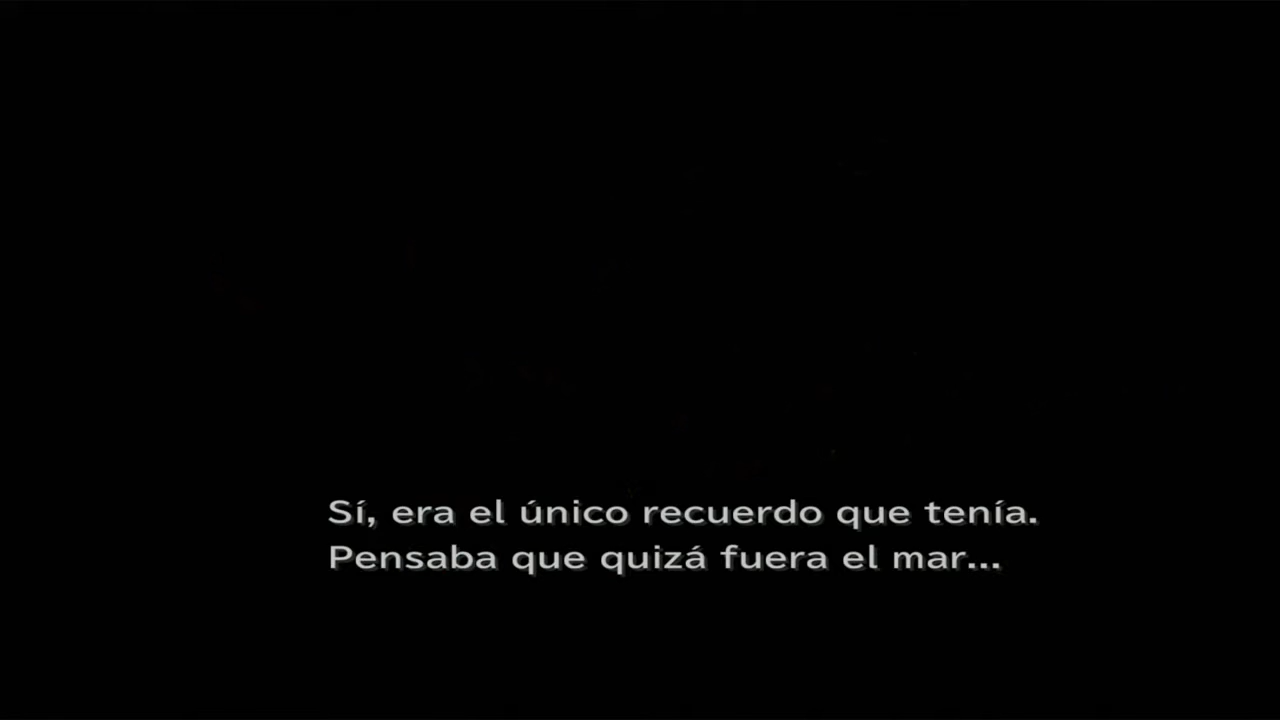 Sí, era el único recuerdo que tenía.
Pensaba que quizá fuera el mar...